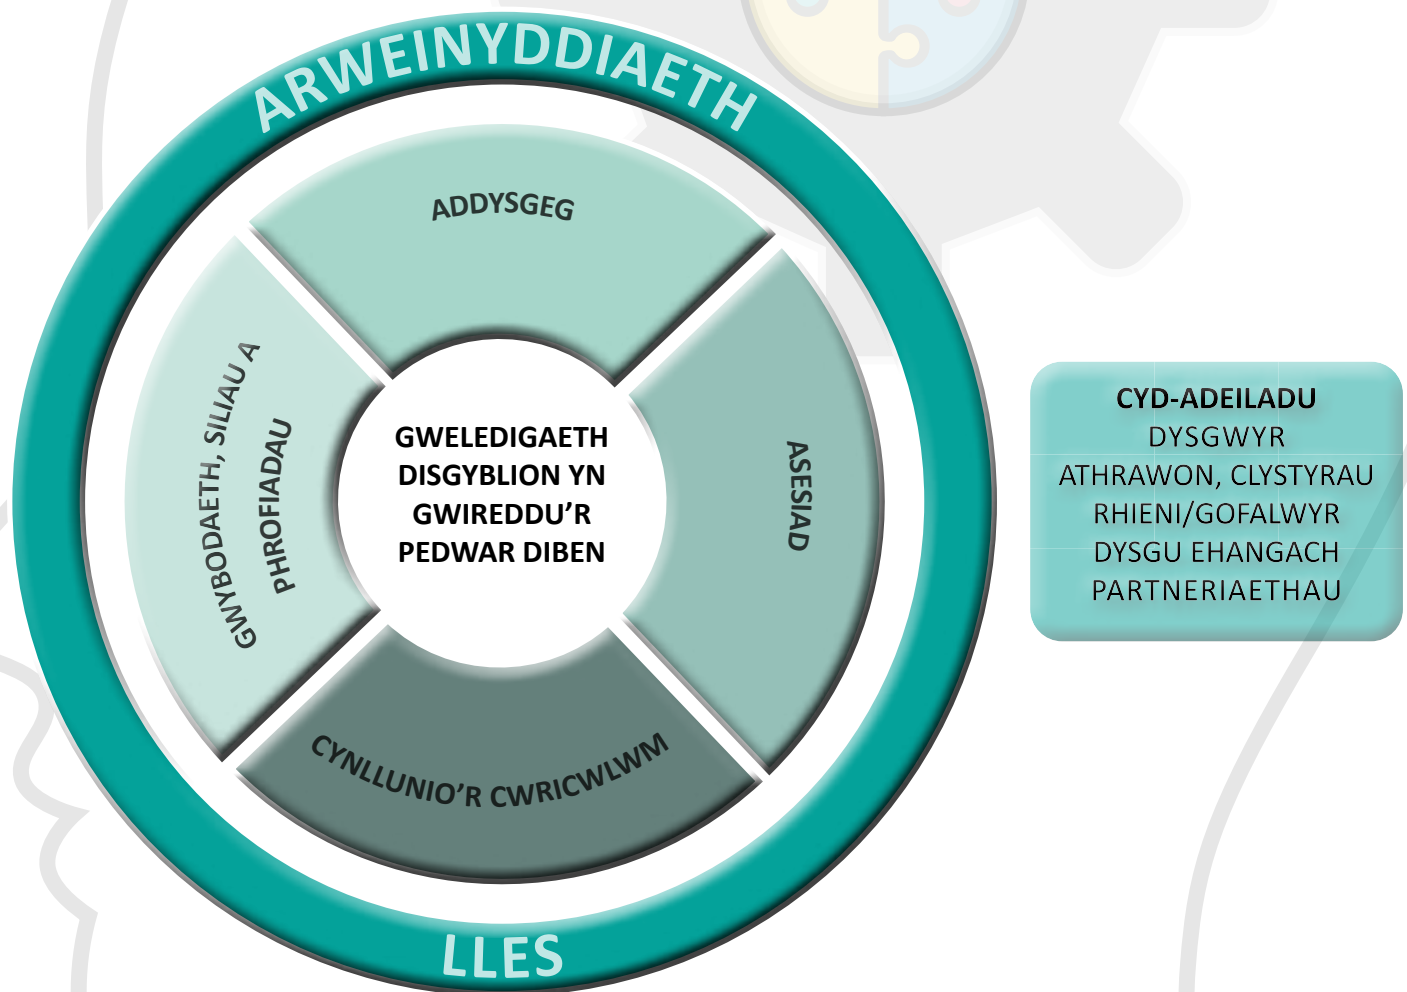 ARWEINYDDIAETH
ADDYSGEG
GWYBODAETH, SILIAU A
PHROFIADAU
GWELEDIGAETH
DISGYBLION YN
GWIREDDU’R
PEDWAR DIBEN
ASESIAD
CYNLLUNIO’R CWRICWLWM
LLES
CYD-ADEILADU
DYSGWYR
ATHRAWON, CLYSTYRAU
RHIENI/GOFALWYR
DYSGU EHANGACH
PARTNERIAETHAU